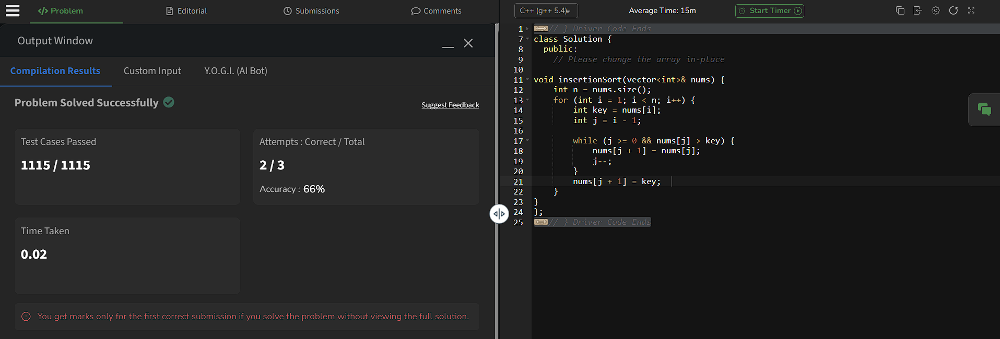 </> Problem
Editorial
Submissions
Comments
Output Window
Compilation Results
Custom Input
Y.O.G.I. (AI Bot)
Problem Solved Successfully
Suggest Feedback
Test Cases Passed
1115 / 1115
Attempts : Correct / Total
2 / 3
Accuracy : 66%
Time Taken
0.02
You get marks only for the first correct submission if you solve the problem without viewing the full solution.
C++ (g++ 5.4)
Average Time: 15m
Start Timer
1 // } Driver Code Ends
7 class Solution {
8   public:
9     // Please change the array in-place
10
11 void insertionSort(vector<int>& nums) {
12     int n = nums.size();
13     for (int i = 1; i < n; i++) {
14         int key = nums[i];
15         int j = i - 1;
16
17         while (j >= 0 && nums[j] > key) {
18             nums[j + 1] = nums[j];
19             j--;
20         }
21         nums[j + 1] = key;
22     }
23 }
24 };
25 // } Driver Code Ends